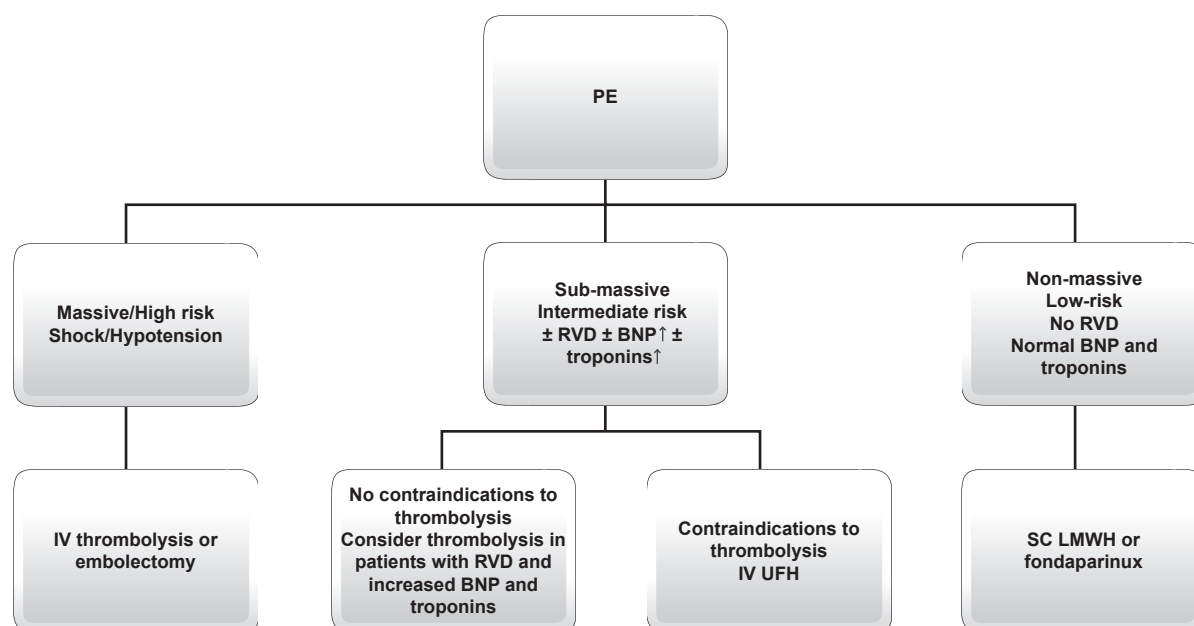 PE
Massive/High risk
Shock/Hypotension
Sub-massive
Intermediate risk
± RVD ± BNP↑ ±
troponins↑
Non-massive
Low-risk
No RVD
Normal BNP and
troponins
IV thrombolysis or
embolectomy
No contraindications to
thrombolysis
Consider thrombolysis in
patients with RVD and
increased BNP and
troponins
Contraindications to
thrombolysis
IV UFH
SC LMWH or
fondaparinux